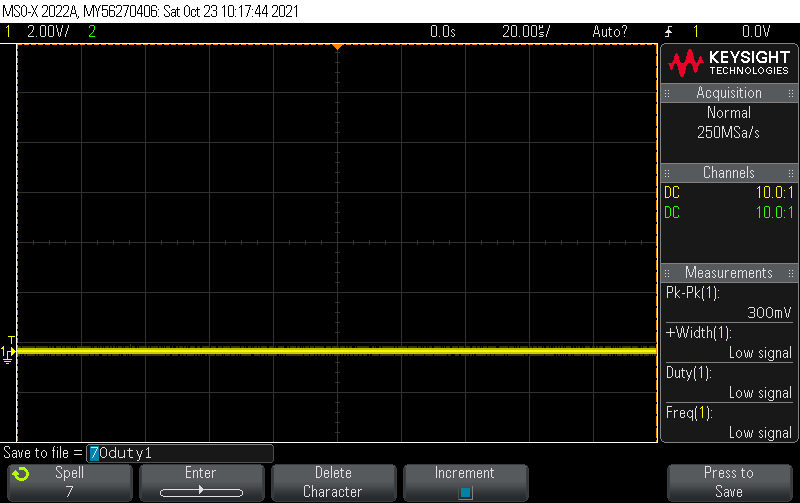 MSO-X 2022A, MY56270406: Sat Oct 23 10:17:44 2021
1 2.00V/ 2 0.0s 20.00ms/ Auto? 1 0.0V
KEYSIGHT
TECHNOLOGIES
Acquisition
Normal
250MSa/s
Channels
DC 10.0:1
DC 10.0:1
Measurements
Pk-Pk(1):
300mV
+Width(1):
Low signal
Duty(1):
Low signal
Freq(1):
Low signal
T
1
Save to file = 70duty1
Spell
7
Enter
Delete
Character
Increment
Press to
Save